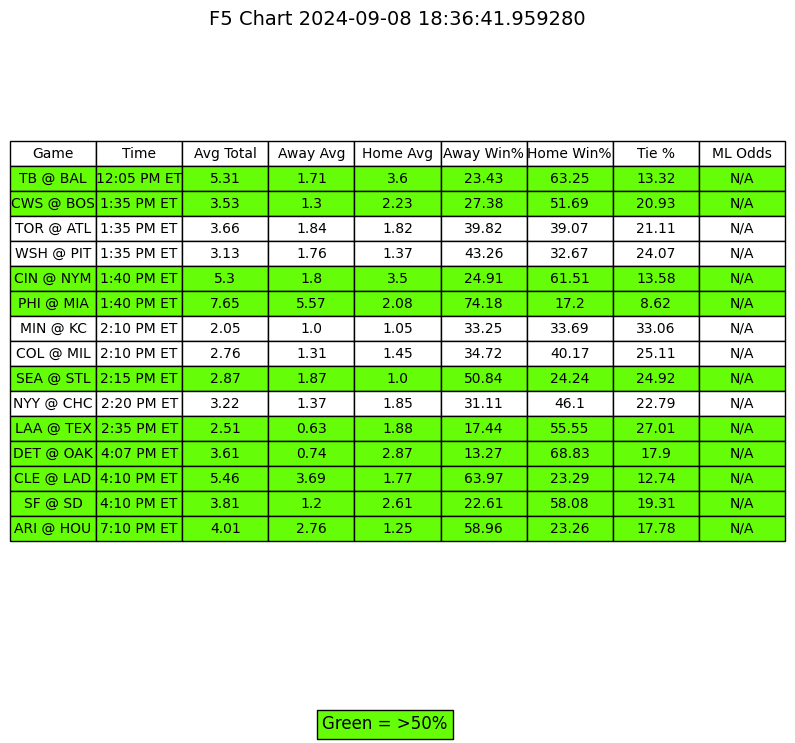 F5 Chart 2024-09-08 18:36:41.959280
Game Time Avg Total Away Avg Home Avg Away Win% Home Win% Tie % ML Odds
TB @ BAL 12:05 PM ET 5.31 1.71 3.6 23.43 63.25 13.32 N/A
CWS @ BOS 1:35 PM ET 3.53 1.3 2.23 27.38 51.69 20.93 N/A
TOR @ ATL 1:35 PM ET 3.66 1.84 1.82 39.82 39.07 21.11 N/A
WSH @ PIT 1:35 PM ET 3.13 1.76 1.37 43.26 32.67 24.07 N/A
CIN @ NYM 1:40 PM ET 5.3 1.8 3.5 24.91 61.51 13.58 N/A
PHI @ MIA 1:40 PM ET 7.65 5.57 2.08 74.18 17.2 8.62 N/A
MIN @ KC 2:10 PM ET 2.05 1.0 1.05 33.25 33.69 33.06 N/A
COL @ MIL 2:10 PM ET 2.76 1.31 1.45 34.72 40.17 25.11 N/A
SEA @ STL 2:15 PM ET 2.87 1.87 1.0 50.84 24.24 24.92 N/A
NYY @ CHC 2:20 PM ET 3.22 1.37 1.85 31.11 46.1 22.79 N/A
LAA @ TEX 2:35 PM ET 2.51 0.63 1.88 17.44 55.55 27.01 N/A
DET @ OAK 4:07 PM ET 3.61 0.74 2.87 13.27 68.83 17.9 N/A
CLE @ LAD 4:10 PM ET 5.46 3.69 1.77 63.97 23.29 12.74 N/A
SF @ SD 4:10 PM ET 3.81 1.2 2.61 22.61 58.08 19.31 N/A
ARI @ HOU 7:10 PM ET 4.01 2.76 1.25 58.96 23.26 17.78 N/A
Green = >50%